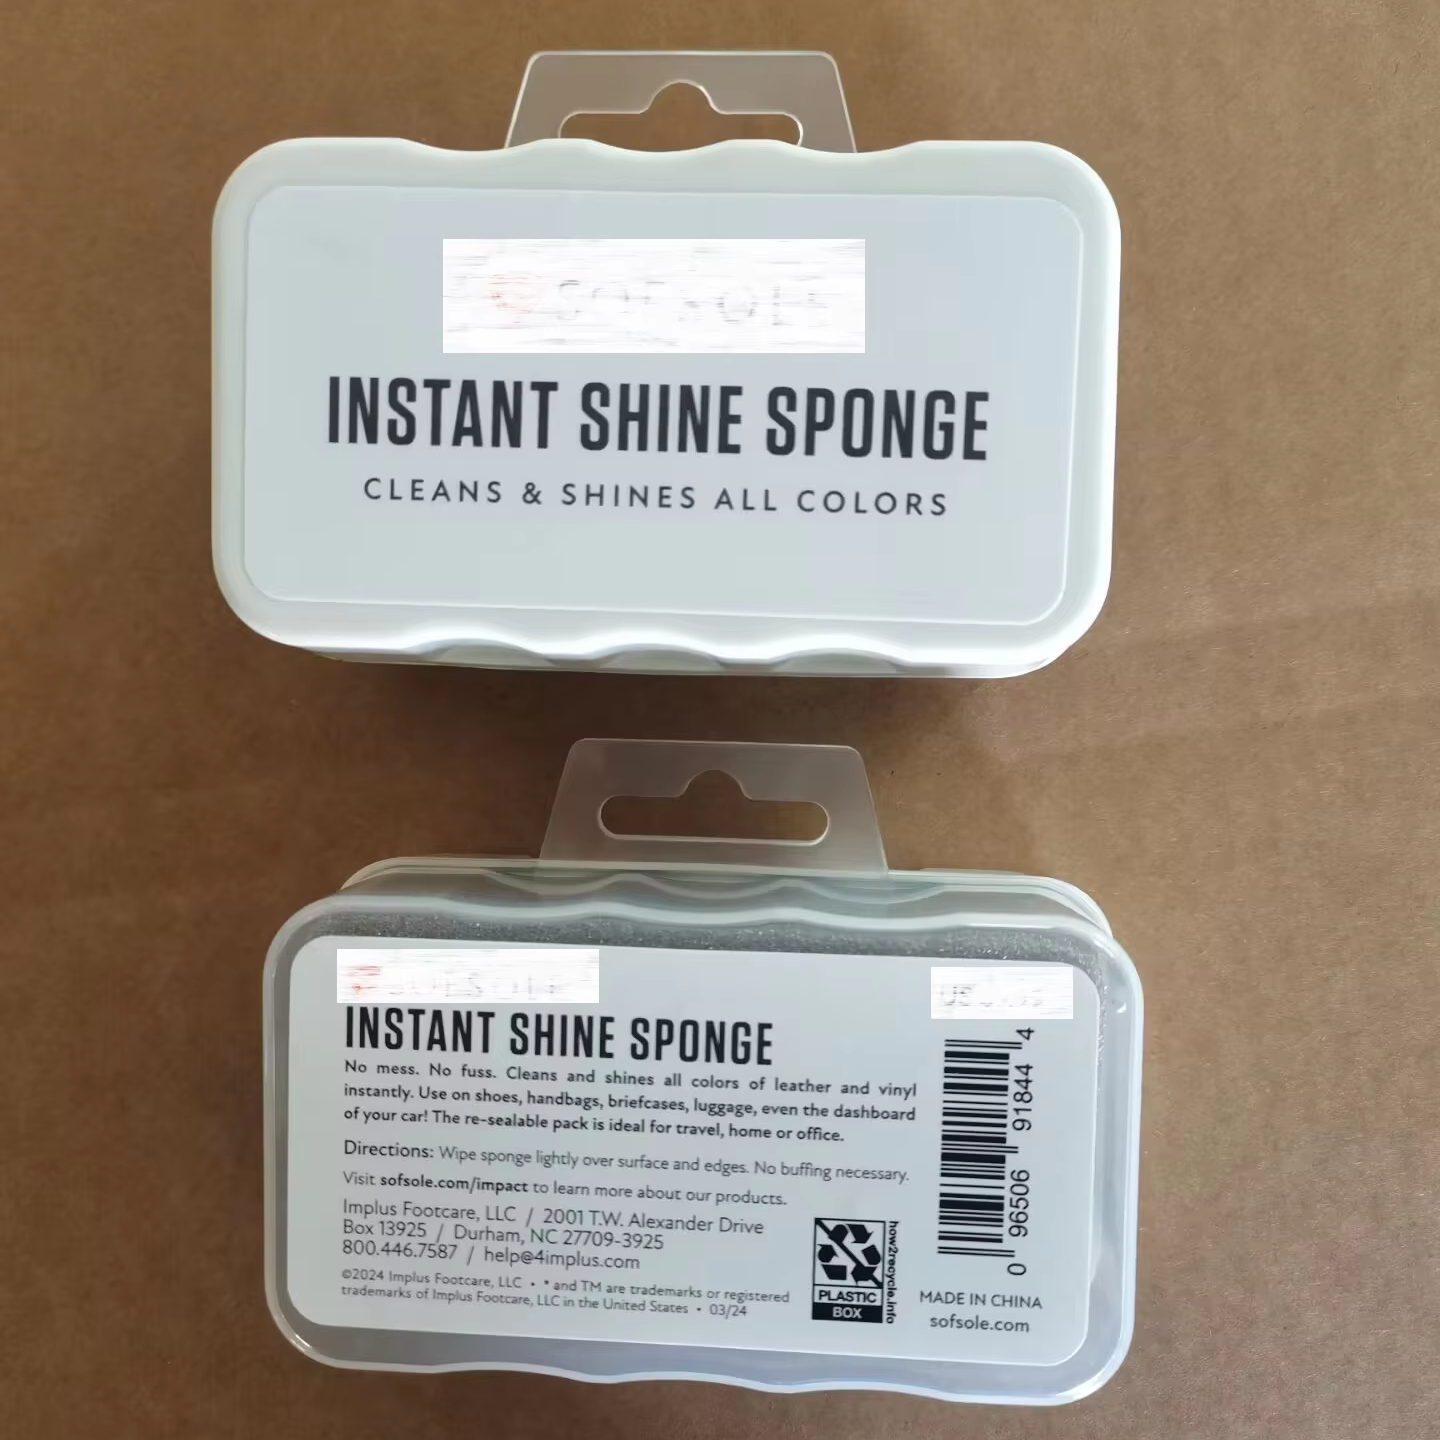 SOFSOLE
INSTANT SHINE SPONGE
CLEANS & SHINES ALL COLORS
SOFSOLE
INSTANT SHINE SPONGE
No mess. No fuss. Cleans and shines all colors of leather and vinyl
instantly. Use on shoes, handbags, briefcases, luggage, even the dashboard
of your car! The re-sealable pack is ideal for travel, home or office.
Directions: Wipe sponge lightly over surface and edges. No buffing necessary.
Visit sofsole.com/impact to learn more about our products.
Implus Footcare, LLC / 2001 T.W. Alexander Drive
Box 13925 / Durham, NC 27709-3925
800.446.7587 / help@4implus.com
©2024 Implus Footcare, LLC • * and TM are trademarks or registered
trademarks of Implus Footcare, LLC in the United States • 03/24
PLASTIC
BOX
how2recycle.info
US
0 96506 91844 4
MADE IN CHINA
sofsole.com